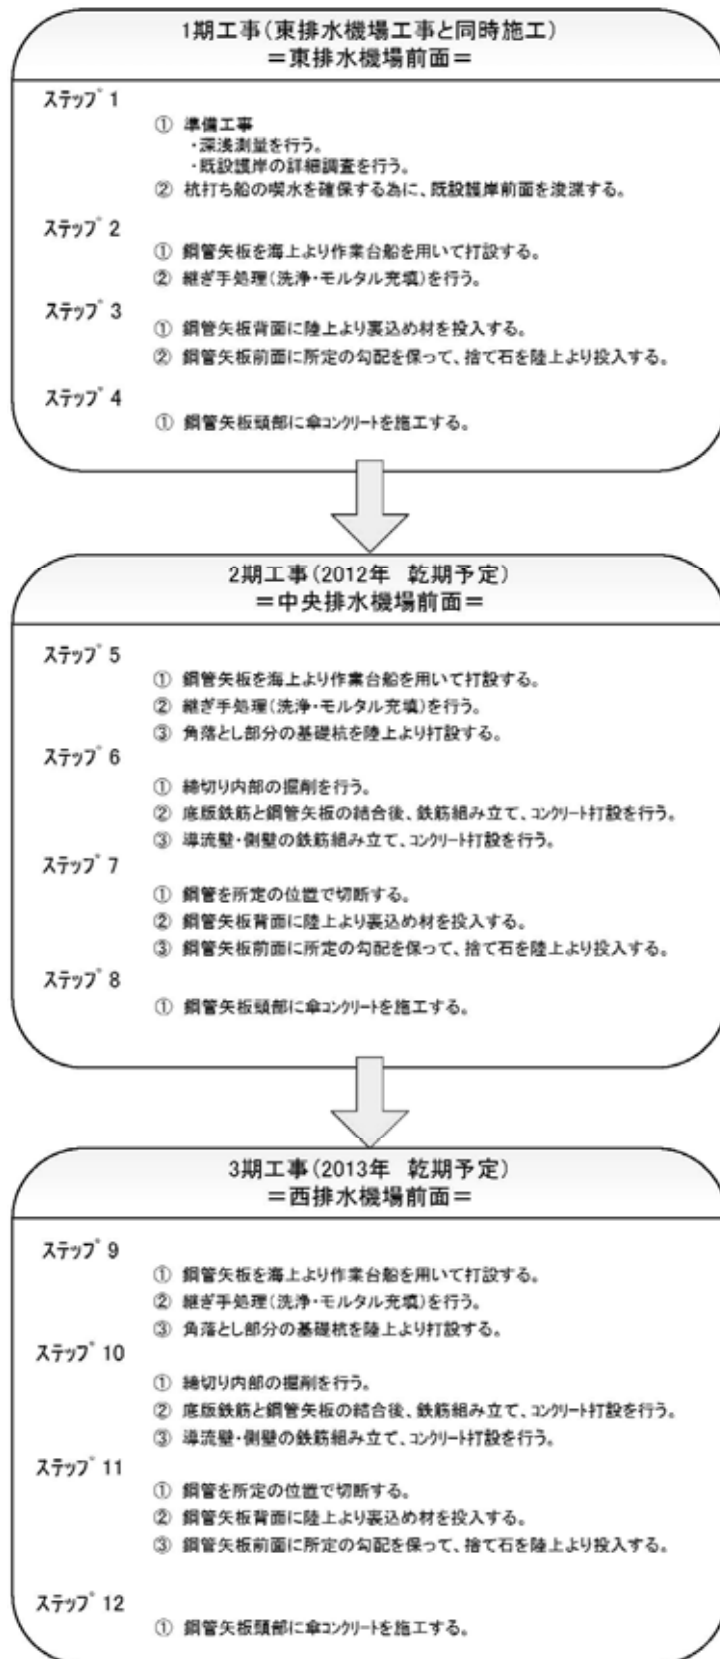 1期工事(東排水機場工事と同時施工)
＝東排水機場前面＝
ステップ 1
① 準備工事
・深浅測量を行う。
・既設護岸の詳細調査を行う。
② 杭打ち船の喫水を確保する為に、既設護岸前面を浚渫する。
ステップ 2
① 鋼管矢板を海上より作業台船を用いて打設する。
② 継ぎ手処理(洗浄・モルタル充填)を行う。
ステップ 3
① 鋼管矢板背面に陸上より裏込め材を投入する。
② 鋼管矢板前面に所定の勾配を保って、捨て石を陸上より投入する。
ステップ 4
① 鋼管矢板頭部に傘コンクリートを施工する。
2期工事(2012年 乾期予定)
＝中央排水機場前面＝
ステップ 5
① 鋼管矢板を海上より作業台船を用いて打設する。
② 継ぎ手処理(洗浄・モルタル充填)を行う。
③ 角落とし部分の基礎杭を陸上より打設する。
ステップ 6
① 締切り内部の掘削を行う。
② 底版鉄筋と鋼管矢板の結合後、鉄筋組み立て、コンクリート打設を行う。
③ 導流壁・側壁の鉄筋組み立て、コンクリート打設を行う。
ステップ 7
① 鋼管を所定の位置で切断する。
② 鋼管矢板背面に陸上より裏込め材を投入する。
③ 鋼管矢板前面に所定の勾配を保って、捨て石を陸上より投入する。
ステップ 8
① 鋼管矢板頭部に傘コンクリートを施工する。
3期工事(2013年 乾期予定)
＝西排水機場前面＝
ステップ 9
① 鋼管矢板を海上より作業台船を用いて打設する。
② 継ぎ手処理(洗浄・モルタル充填)を行う。
③ 角落とし部分の基礎杭を陸上より打設する。
ステップ 10
① 締切り内部の掘削を行う。
② 底版鉄筋と鋼管矢板の結合後、鉄筋組み立て、コンクリート打設を行う。
③ 導流壁・側壁の鉄筋組み立て、コンクリート打設を行う。
ステップ 11
① 鋼管を所定の位置で切断する。
② 鋼管矢板背面に陸上より裏込め材を投入する。
③ 鋼管矢板前面に所定の勾配を保って、捨て石を陸上より投入する。
ステップ 12
① 鋼管矢板頭部に傘コンクリートを施工する。